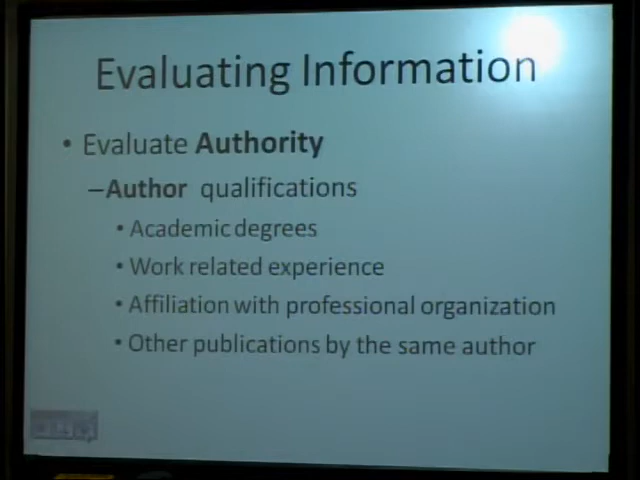 Evaluating Information
• Evaluate Authority
–Author qualifications
• Academic degrees
• Work related experience
• Affiliation with professional organization
• Other publications by the same author